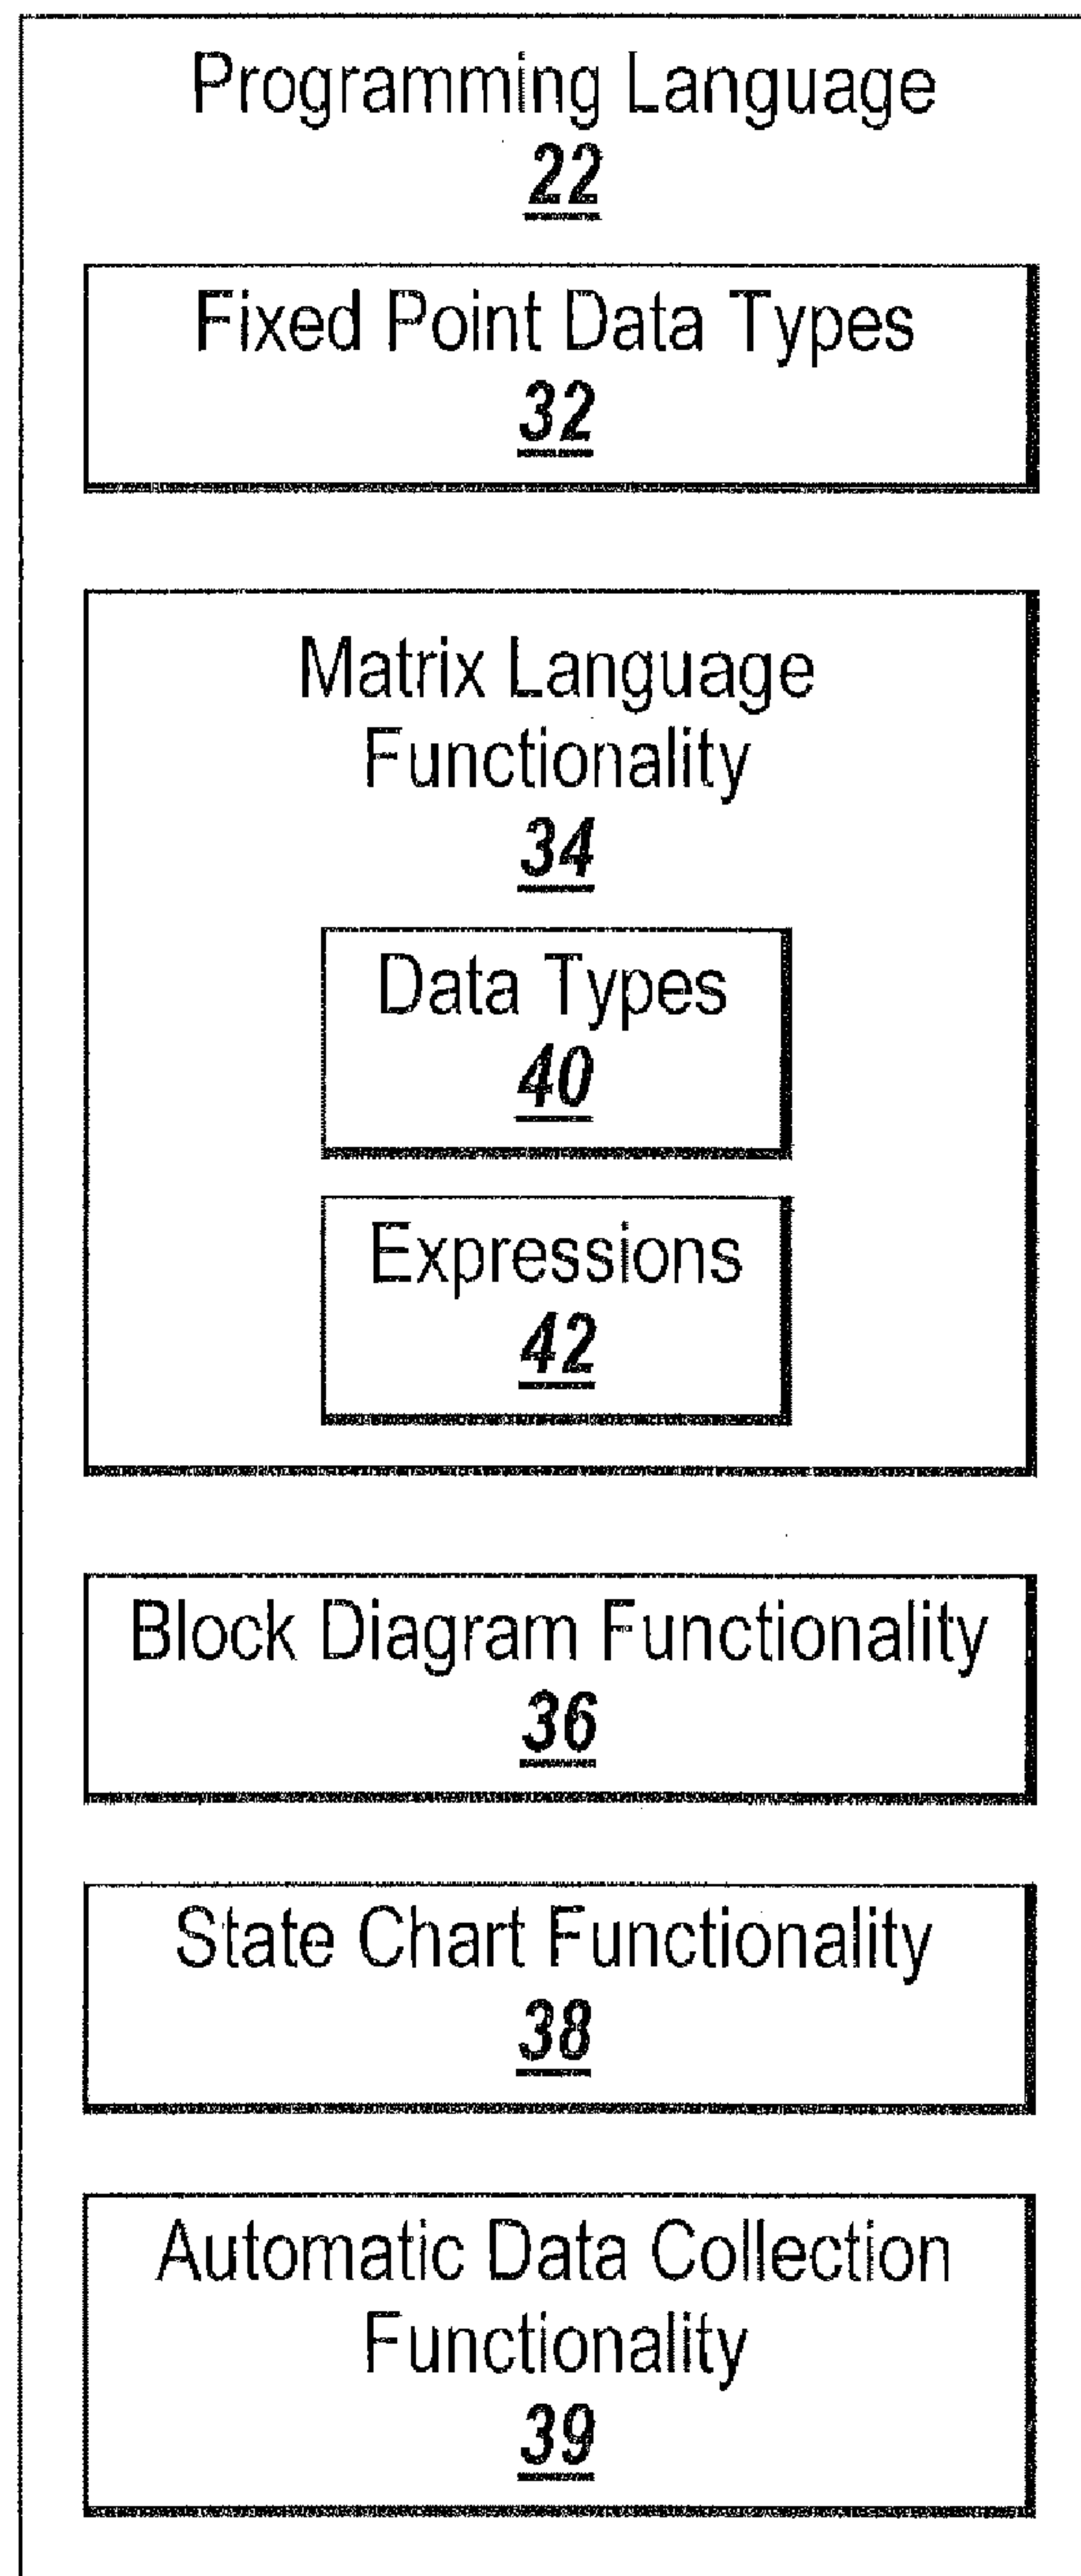 Programming Language
22
Fixed Point Data Types
32
Matrix Language
Functionality
34
Data Types
40
Expressions
42
Block Diagram Functionality
36
State Chart Functionality
38
Automatic Data Collection
Functionality
39